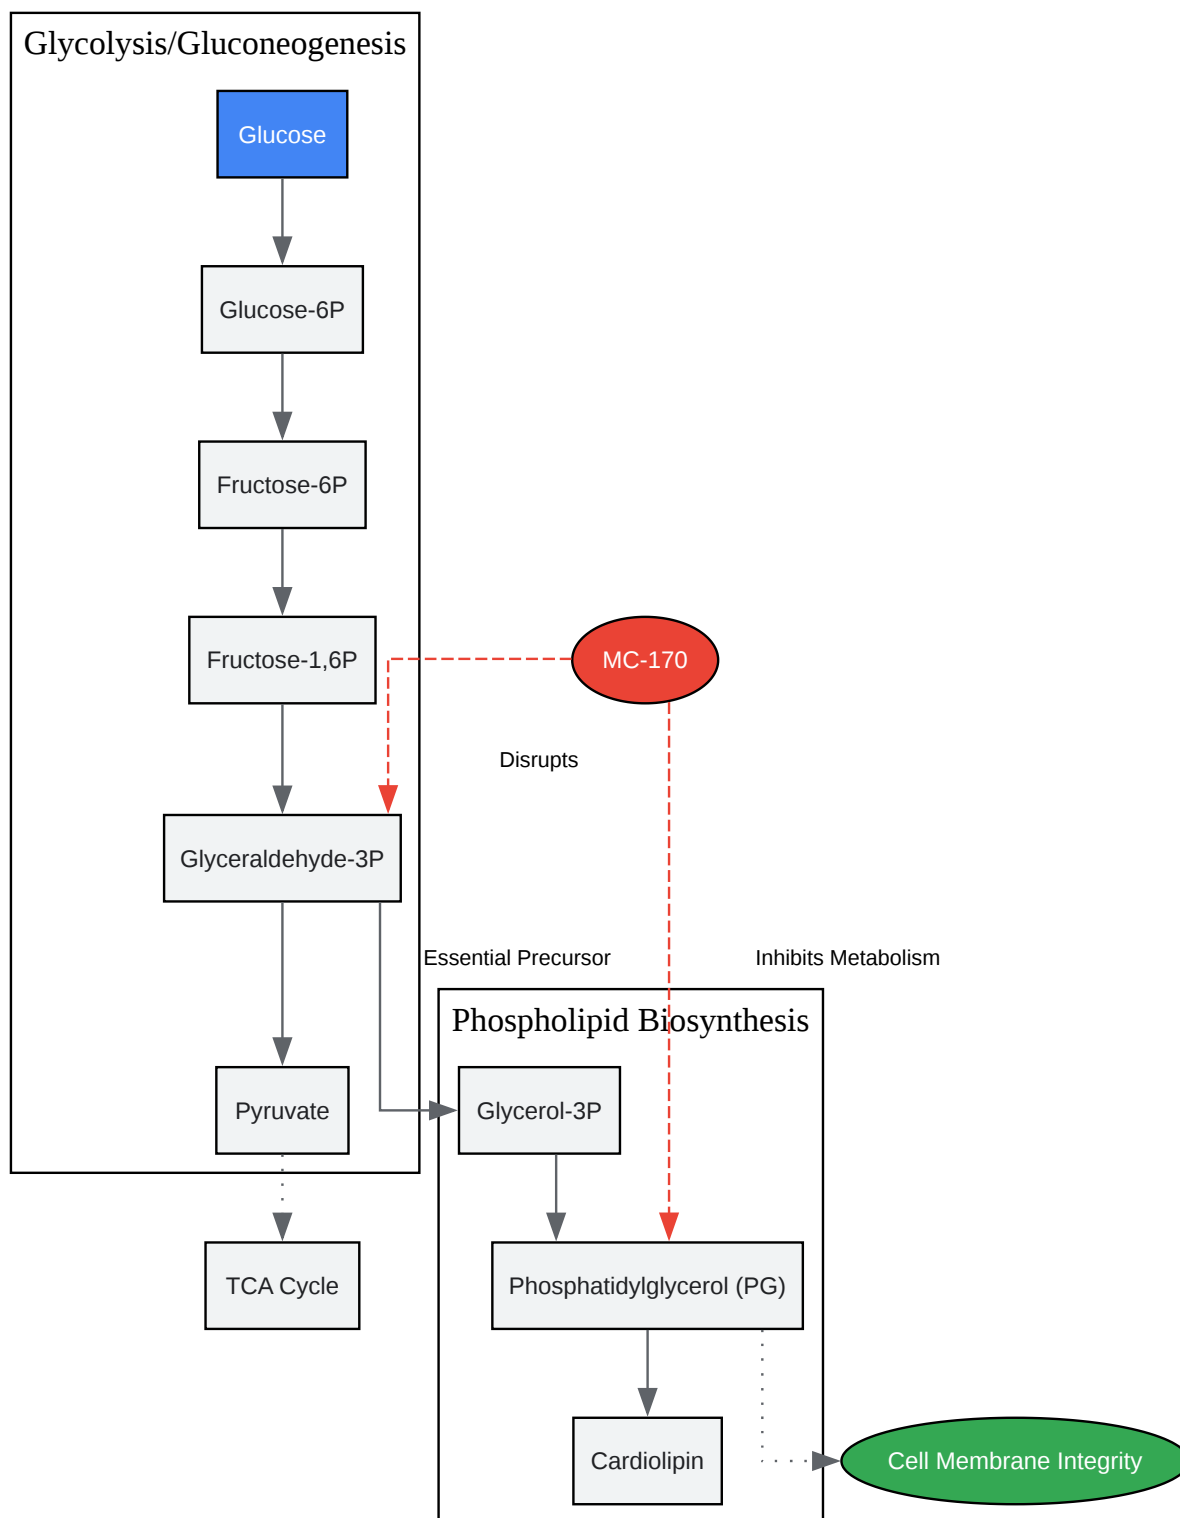 Glycolysis/Gluconeogenesis
Glucose
Glucose-6P
Fructose-6P
Fructose-1,6P
MC-170
Disrupts
Glyceraldehyde-3P
Essential Precursor
Inhibits Metabolism
Phospholipid Biosynthesis
Pyruvate
Glycerol-3P
TCA Cycle
Phosphatidylglycerol (PG)
Cardiolipin
Cell Membrane Integrity